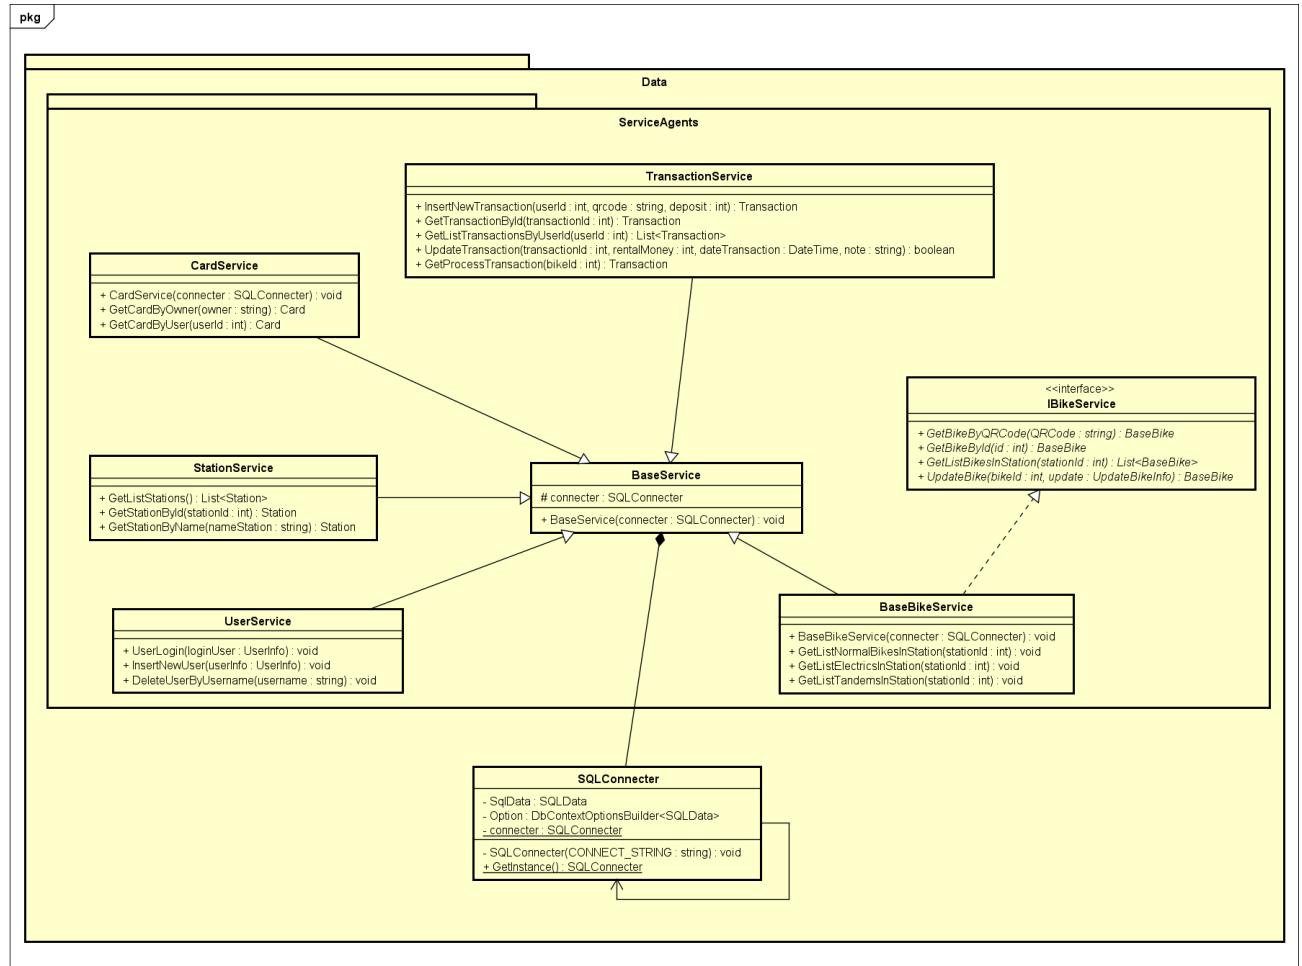 pkg
Data
ServiceAgents
TransactionService
+ InsertNewTransaction(userId : int, qrcode : string, deposit : int) : Transaction
+ GetTransactionById(transactionId : int) : Transaction
+ GetListTransactionsByUserId(userId : int) : List<Transaction>
+ UpdateTransaction(transactionId : int, rentalMoney : int, dateTransaction : DateTime, note : string) : boolean
+ GetProcessTransaction(bikeId : int) : Transaction
CardService
+ CardService(connecter : SQLConnecter) : void
+ GetCardByOwner(owner : string) : Card
+ GetCardByUser(userId : int) : Card
<<interface>>
IBikeService
+ GetBikeByQRCode(QRCode : string) : BaseBike
+ GetBikeById(id : int) : BaseBike
+ GetListBikesInStation(stationId : int) : List<BaseBike>
+ UpdateBike(bikeId : int, update : UpdateBikeInfo) : BaseBike
StationService
+ GetListStations() : List<Station>
+ GetStationById(stationId : int) : Station
+ GetStationByName(nameStation : string) : Station
BaseService
# connecter : SQLConnecter
+ BaseService(connecter : SQLConnecter) : void
UserService
+ UserLogin(loginUser : UserInfo) : void
+ InsertNewUser(userInfo : UserInfo) : void
+ DeleteUserByUsername(username : string) : void
BaseBikeService
+ BaseBikeService(connecter : SQLConnecter) : void
+ GetListNormalBikesInStation(stationId : int) : void
+ GetListElectricsInStation(stationId : int) : void
+ GetListTandemsInStation(stationId : int) : void
SQLConnecter
- SqlData : SQLData
- Option : DbContextOptionsBuilder<SQLData>
- connecter : SQLConnecter
- SQLConnecter(CONNECT_STRING : string) : void
+ GetInstance() : SQLConnecter